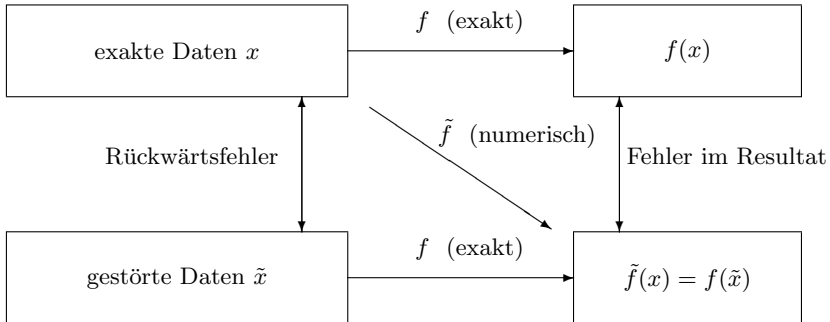 f (exakt)
exakte Daten x
f(x)
f̃ (numerisch)
Rückwärtsfehler
Fehler im Resultat
f (exakt)
gestörte Daten x̃
f̃(x) = f(x̃)